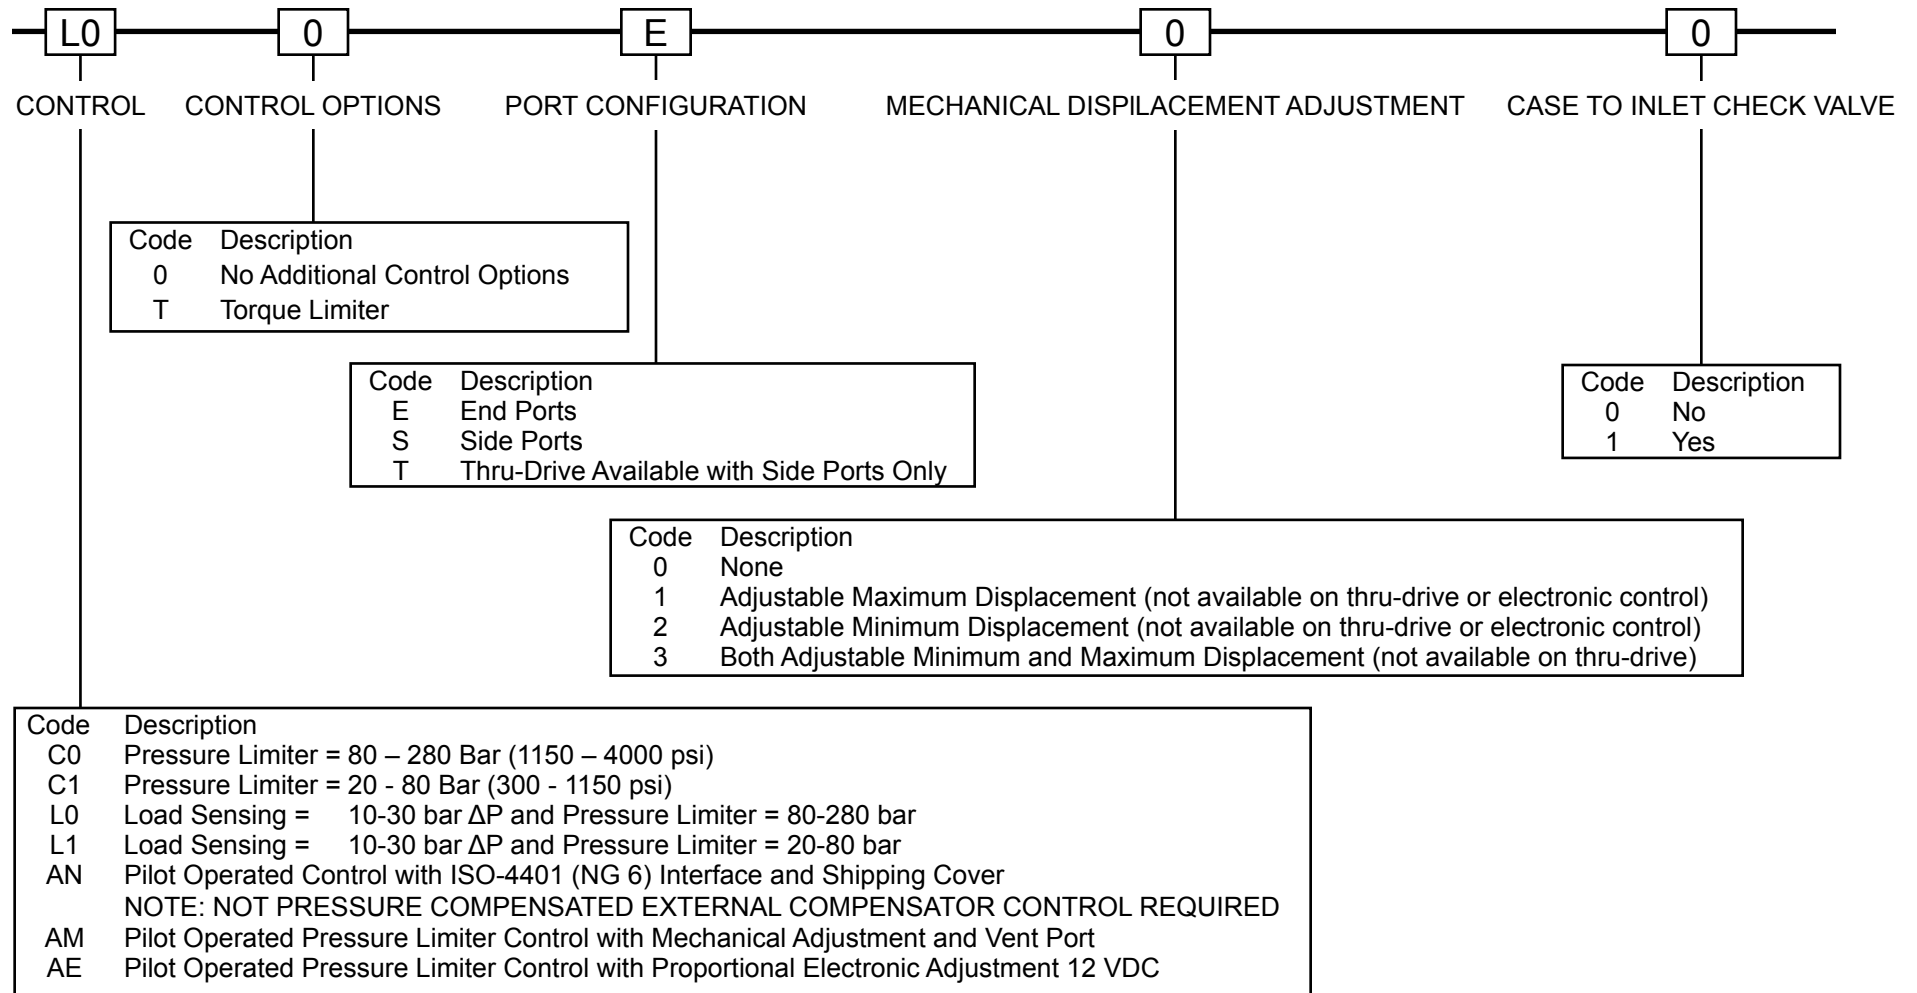 L0 0 E 0 0
CONTROL CONTROL OPTIONS PORT CONFIGURATION MECHANICAL DISPILACEMENT ADJUSTMENT CASE TO INLET CHECK VALVE
Code Description
0 No Additional Control Options
T Torque Limiter
Code Description
E End Ports
S Side Ports
T Thru-Drive Available with Side Ports Only
Code Description
0 No
1 Yes
Code Description
0 None
1 Adjustable Maximum Displacement (not available on thru-drive or electronic control)
2 Adjustable Minimum Displacement (not available on thru-drive or electronic control)
3 Both Adjustable Minimum and Maximum Displacement (not available on thru-drive)
Code Description
C0 Pressure Limiter = 80 – 280 Bar (1150 – 4000 psi)
C1 Pressure Limiter = 20 - 80 Bar (300 - 1150 psi)
L0 Load Sensing = 10-30 bar ΔP and Pressure Limiter = 80-280 bar
L1 Load Sensing = 10-30 bar ΔP and Pressure Limiter = 20-80 bar
AN Pilot Operated Control with ISO-4401 (NG 6) Interface and Shipping Cover
NOTE: NOT PRESSURE COMPENSATED EXTERNAL COMPENSATOR CONTROL REQUIRED
AM Pilot Operated Pressure Limiter Control with Mechanical Adjustment and Vent Port
AE Pilot Operated Pressure Limiter Control with Proportional Electronic Adjustment 12 VDC